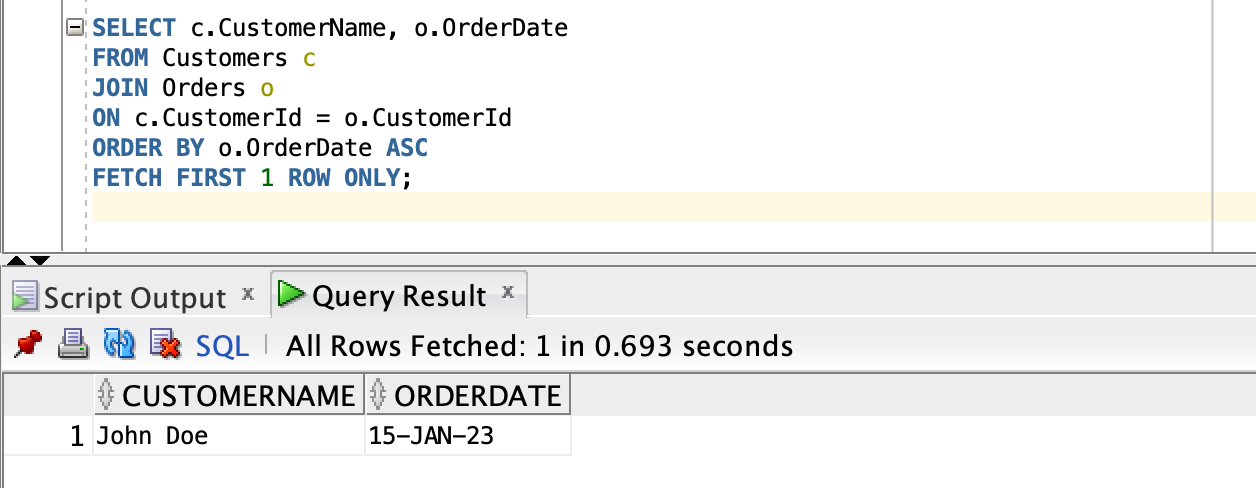 SELECT c.CustomerName, o.OrderDate
FROM Customers c
JOIN Orders o
ON c.CustomerId = o.CustomerId
ORDER BY o.OrderDate ASC
FETCH FIRST 1 ROW ONLY;
Script Output x Query Result x
SQL | All Rows Fetched: 1 in 0.693 seconds
CUSTOMERNAME ORDERDATE
1 John Doe 15-JAN-23